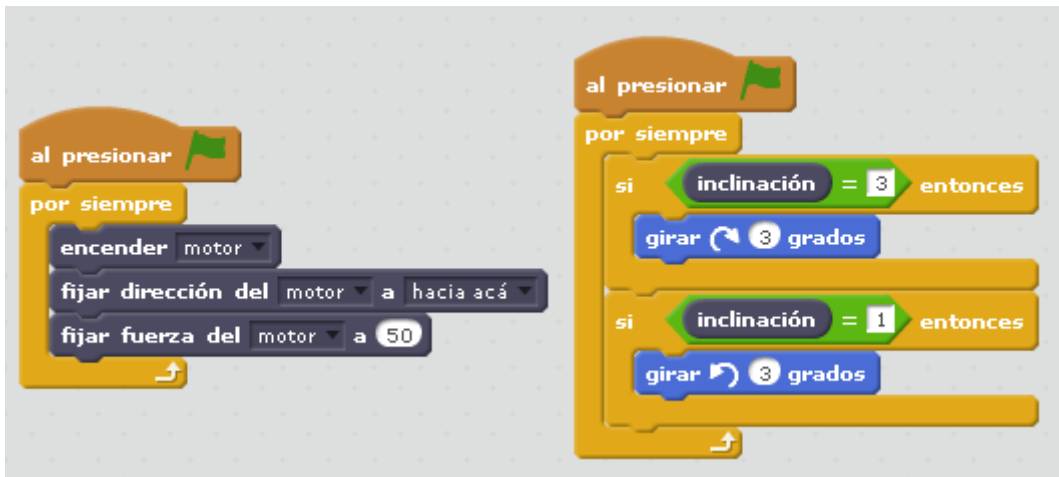 al presionar
por siempre
encender motor
fijar dirección del motor a hacia acá
fijar fuerza del motor a 50
al presionar
por siempre
si inclinación = 3 entonces
girar 3 grados
si inclinación = 1 entonces
girar 3 grados